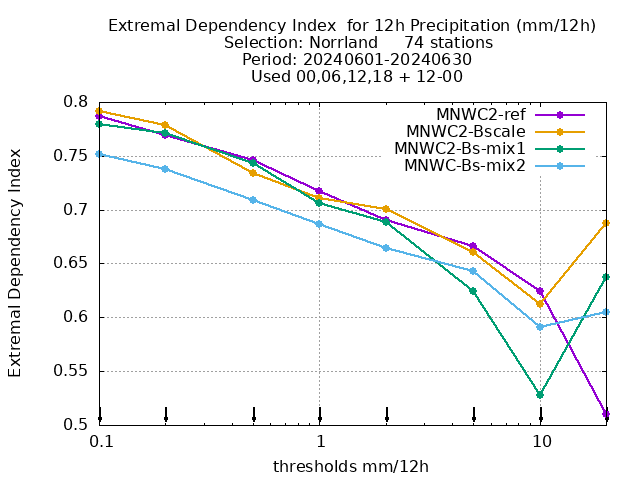 Extremal Dependency Index  for 12h Precipitation (mm/12h)
Selection: Norrland     74 stations
Period: 20240601-20240630
Used 00,06,12,18 + 12-00
MNWC2-ref
MNWC2-Bscale
MNWC2-Bs-mix1
MNWC-Bs-mix2
Extremal Dependency Index
0.8
0.75
0.7
0.65
0.6
0.55
0.5
0.1
1
10
thresholds mm/12h